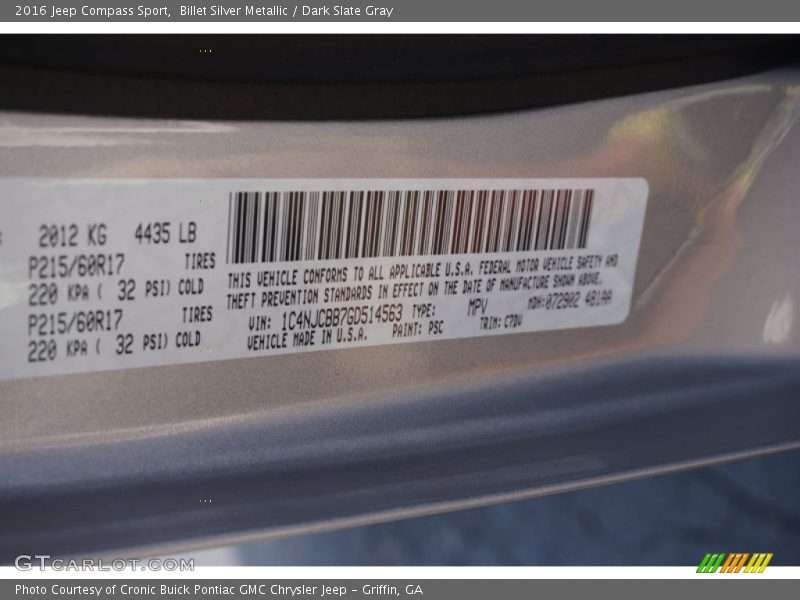 2016 Jeep Compass Sport, Billet Silver Metallic / Dark Slate Gray
2012 KG 4435 LB
P215/60R17 TIRES
220 KPA ( 32 PSI) COLD
P215/60R17 TIRES
220 KPA ( 32 PSI) COLD
THIS VEHICLE CONFORMS TO ALL APPLICABLE U.S.A. FEDERAL MOTOR VEHICLE SAFETY AND
THEFT PREVENTION STANDARDS IN EFFECT ON THE DATE OF MANUFACTURE SHOWN ABOVE.
VIN: 1C4NJCBB7GD514563 TYPE: MPV MDH:072902 481AA
VEHICLE MADE IN U.S.A. PAINT: PSC TRIM: C7DV
GTCARLOT.COM
Photo Courtesy of Cronic Buick Pontiac GMC Chrysler Jeep – Griffin, GA